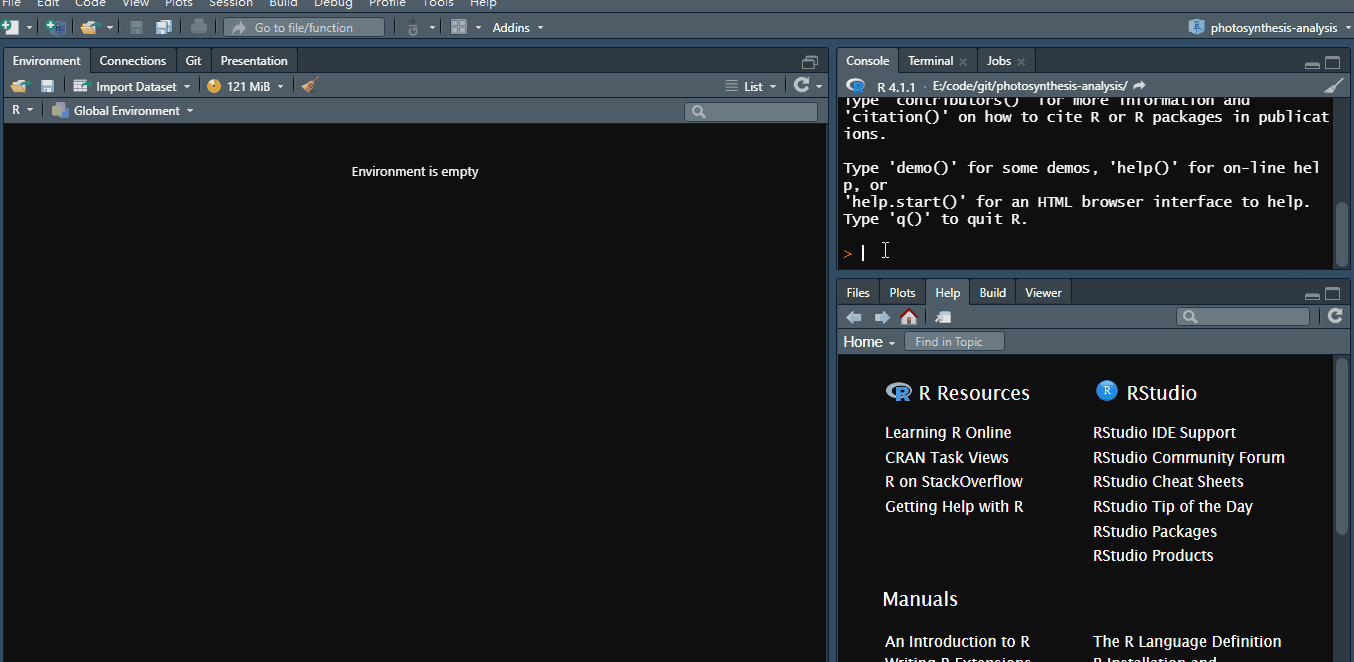 File Edit Code View Plots Session Build Debug Profile Tools Help
Go to file/function
Addins
photosynthesis-analysis
Environment Connections Git Presentation
Import Dataset
121 MiB
List
R
Global Environment
Environment is empty
Console Terminal Jobs
R 4.1.1 · E:/code/git/photosynthesis-analysis/
Type 'contributors()' for more information and
'citation()' on how to cite R or R packages in publicat
ions.
Type 'demo()' for some demos, 'help()' for on-line hel
p, or
'help.start()' for an HTML browser interface to help.
Type 'q()' to quit R.
>
Files Plots Help Build Viewer
Home
Find in Topic
R Resources
Learning R Online
CRAN Task Views
R on StackOverflow
Getting Help with R
RStudio
RStudio IDE Support
RStudio Community Forum
RStudio Cheat Sheets
RStudio Tip of the Day
RStudio Packages
RStudio Products
Manuals
An Introduction to R
The R Language Definition
Writing R Extensions
R Installation and